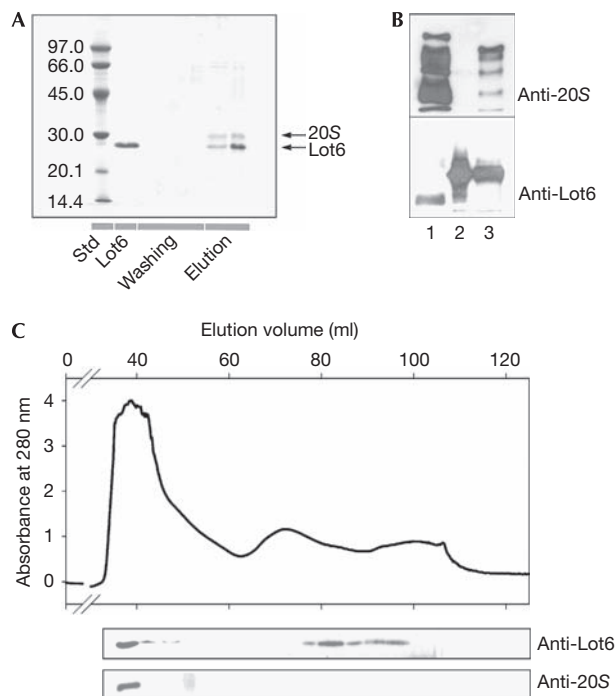 A
97.0
66.0
45.0
30.0
20.1
14.4
20S
Lot6
Std
Lot6
Washing
Elution
B
Anti-20S
Anti-Lot6
1 2 3
C
Elution volume (ml)
0 40 60 80 100 120
Absorbance at 280 nm
4
3
2
1
0
Anti-Lot6
Anti-20S